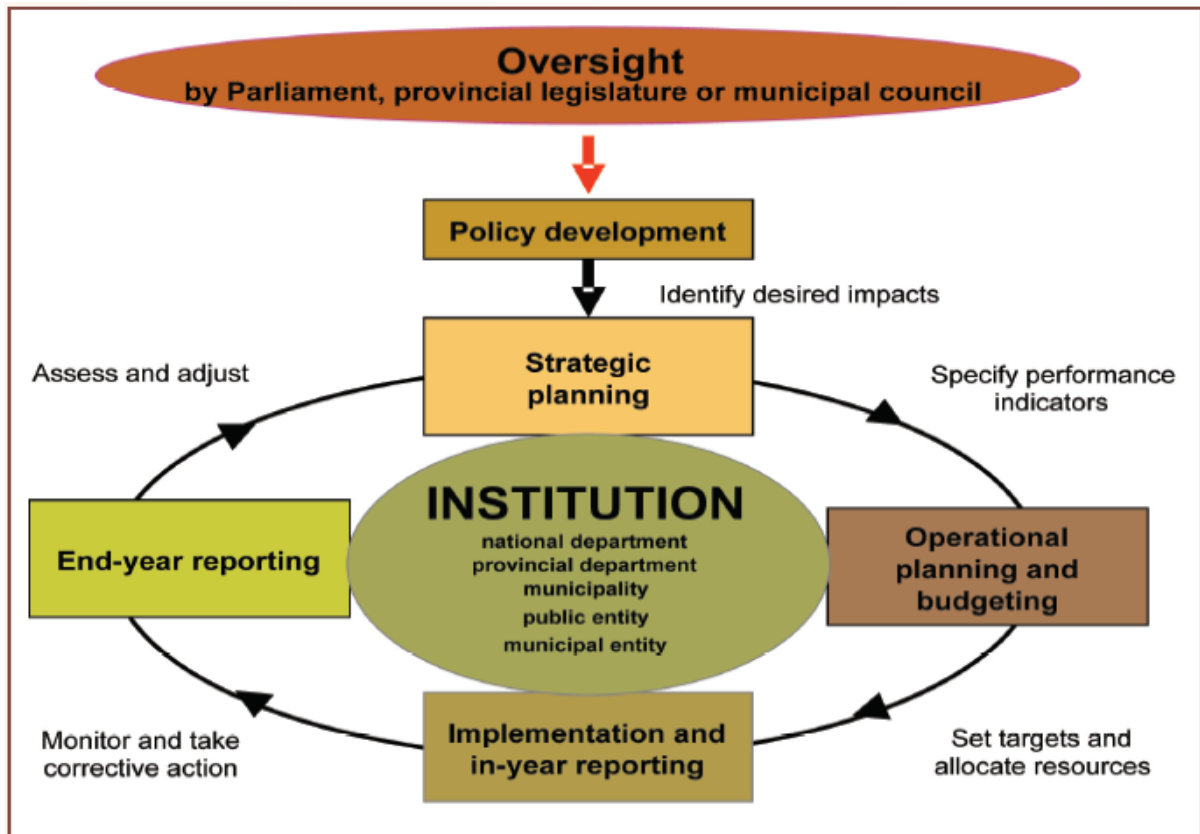 Oversight
by Parliament, provincial legislature or municipal council
Policy development
Identify desired impacts
Strategic
planning
Assess and adjust
Specify performance
indicators
INSTITUTION
national department
provincial department
municipality
public entity
municipal entity
End-year reporting
Operational
planning and
budgeting
Implementation and
in-year reporting
Monitor and take
corrective action
Set targets and
allocate resources